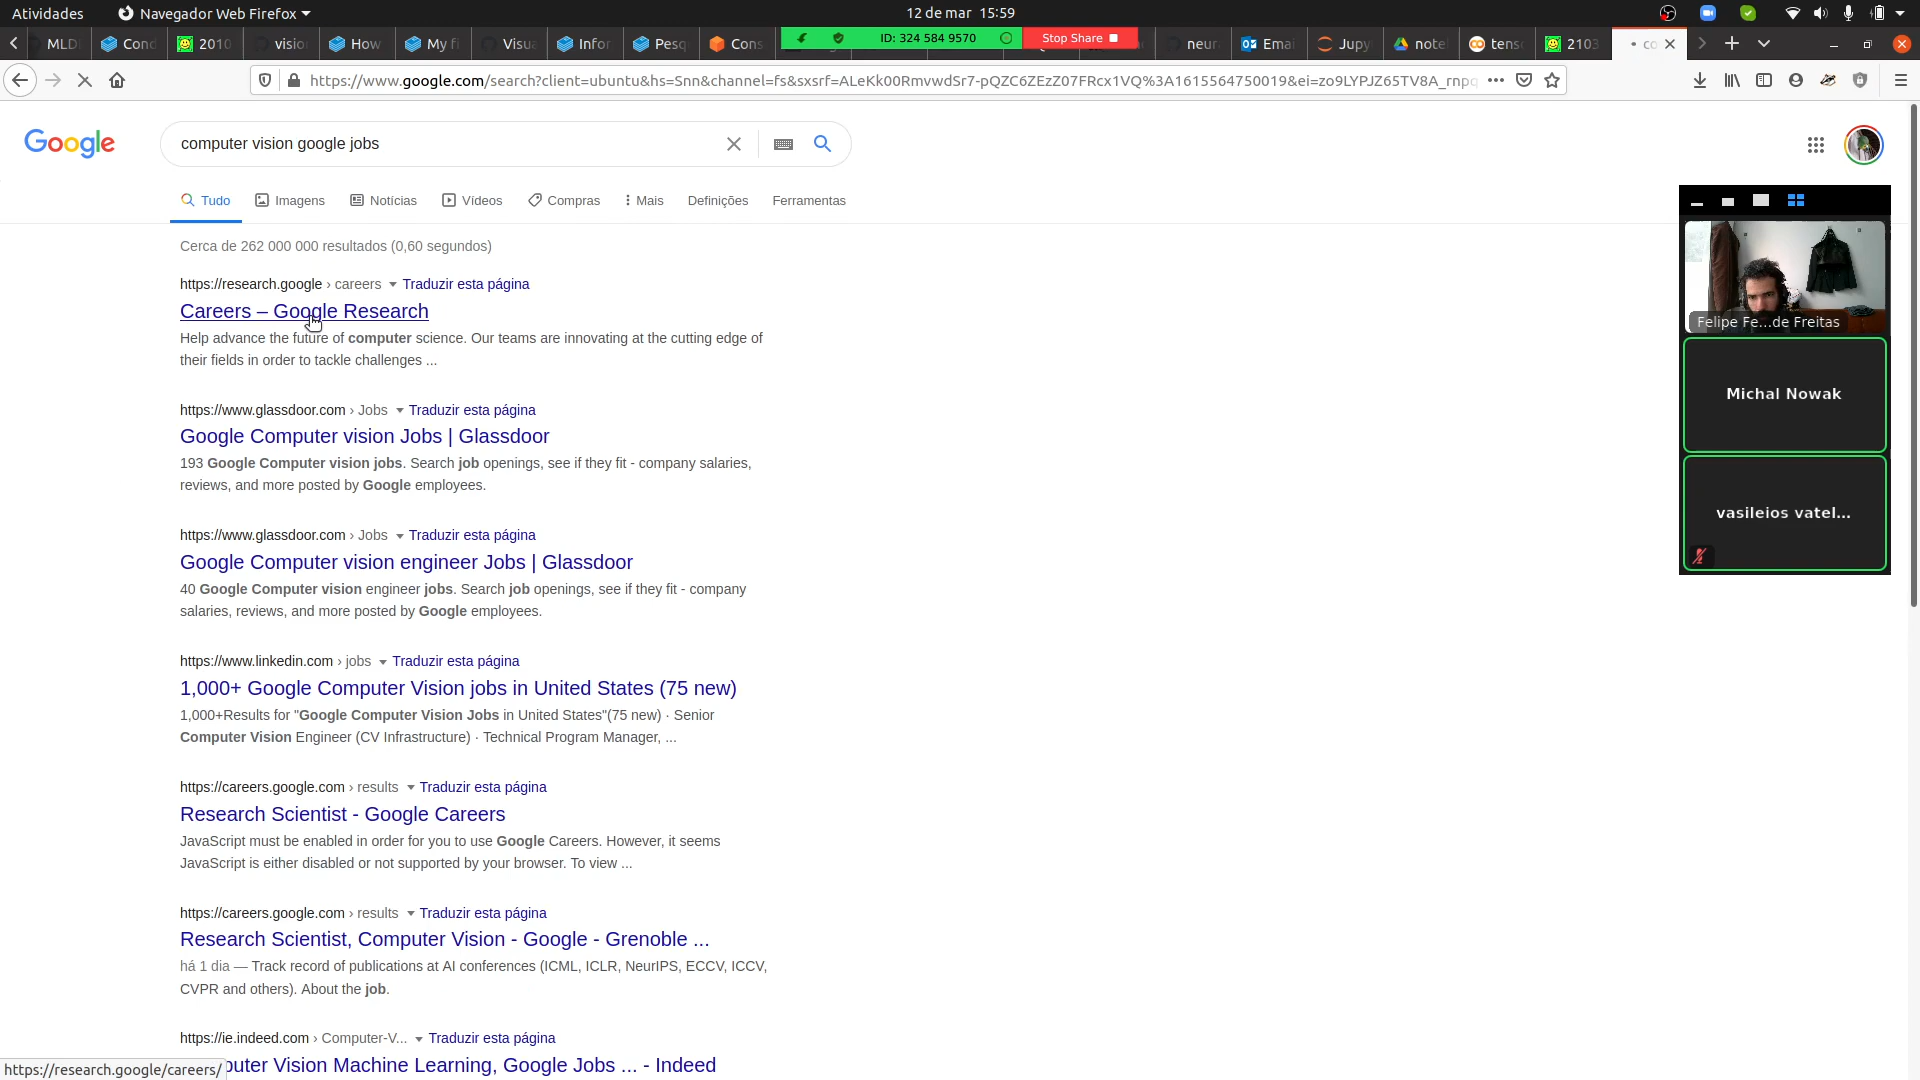 Atividades
Navegador Web Firefox
12 de mar 15:59
MLD
Cond
2010
visio
How
My fi
Visua
Infor
Pesq
Cons
ID: 324 584 9570
Stop Share
neur
Emai
Jupy
note
tens
2103
co
https://www.google.com/search?client=ubuntu&hs=Snn&channel=fs&sxsrf=ALeKk00RmvwdSr7-pQZC6ZEzZ07FRcx1VQ%3A1615564750019&ei=zo9LYPJZ65TV8A_rnpq
Google
computer vision google jobs
Tudo
Imagens
Notícias
Vídeos
Compras
Mais
Definições
Ferramentas
Cerca de 262 000 000 resultados (0,60 segundos)
https://research.google › careers Traduzir esta página
Careers – Google Research
Help advance the future of computer science. Our teams are innovating at the cutting edge of
their fields in order to tackle challenges ...
https://www.glassdoor.com › Jobs Traduzir esta página
Google Computer vision Jobs | Glassdoor
193 Google Computer vision jobs. Search job openings, see if they fit - company salaries,
reviews, and more posted by Google employees.
https://www.glassdoor.com › Jobs Traduzir esta página
Google Computer vision engineer Jobs | Glassdoor
40 Google Computer vision engineer jobs. Search job openings, see if they fit - company
salaries, reviews, and more posted by Google employees.
https://www.linkedin.com › jobs Traduzir esta página
1,000+ Google Computer Vision jobs in United States (75 new)
1,000+Results for "Google Computer Vision Jobs in United States"(75 new) · Senior
Computer Vision Engineer (CV Infrastructure) · Technical Program Manager, ...
https://careers.google.com › results Traduzir esta página
Research Scientist - Google Careers
JavaScript must be enabled in order for you to use Google Careers. However, it seems
JavaScript is either disabled or not supported by your browser. To view ...
https://careers.google.com › results Traduzir esta página
Research Scientist, Computer Vision - Google - Grenoble ...
há 1 dia — Track record of publications at AI conferences (ICML, ICLR, NeurIPS, ECCV, ICCV,
CVPR and others). About the job.
https://ie.indeed.com › Computer-V... Traduzir esta página
puter Vision Machine Learning, Google Jobs ... - Indeed
https://research.google/careers/
Felipe Fe...de Freitas
Michal Nowak
vasileios vatel...